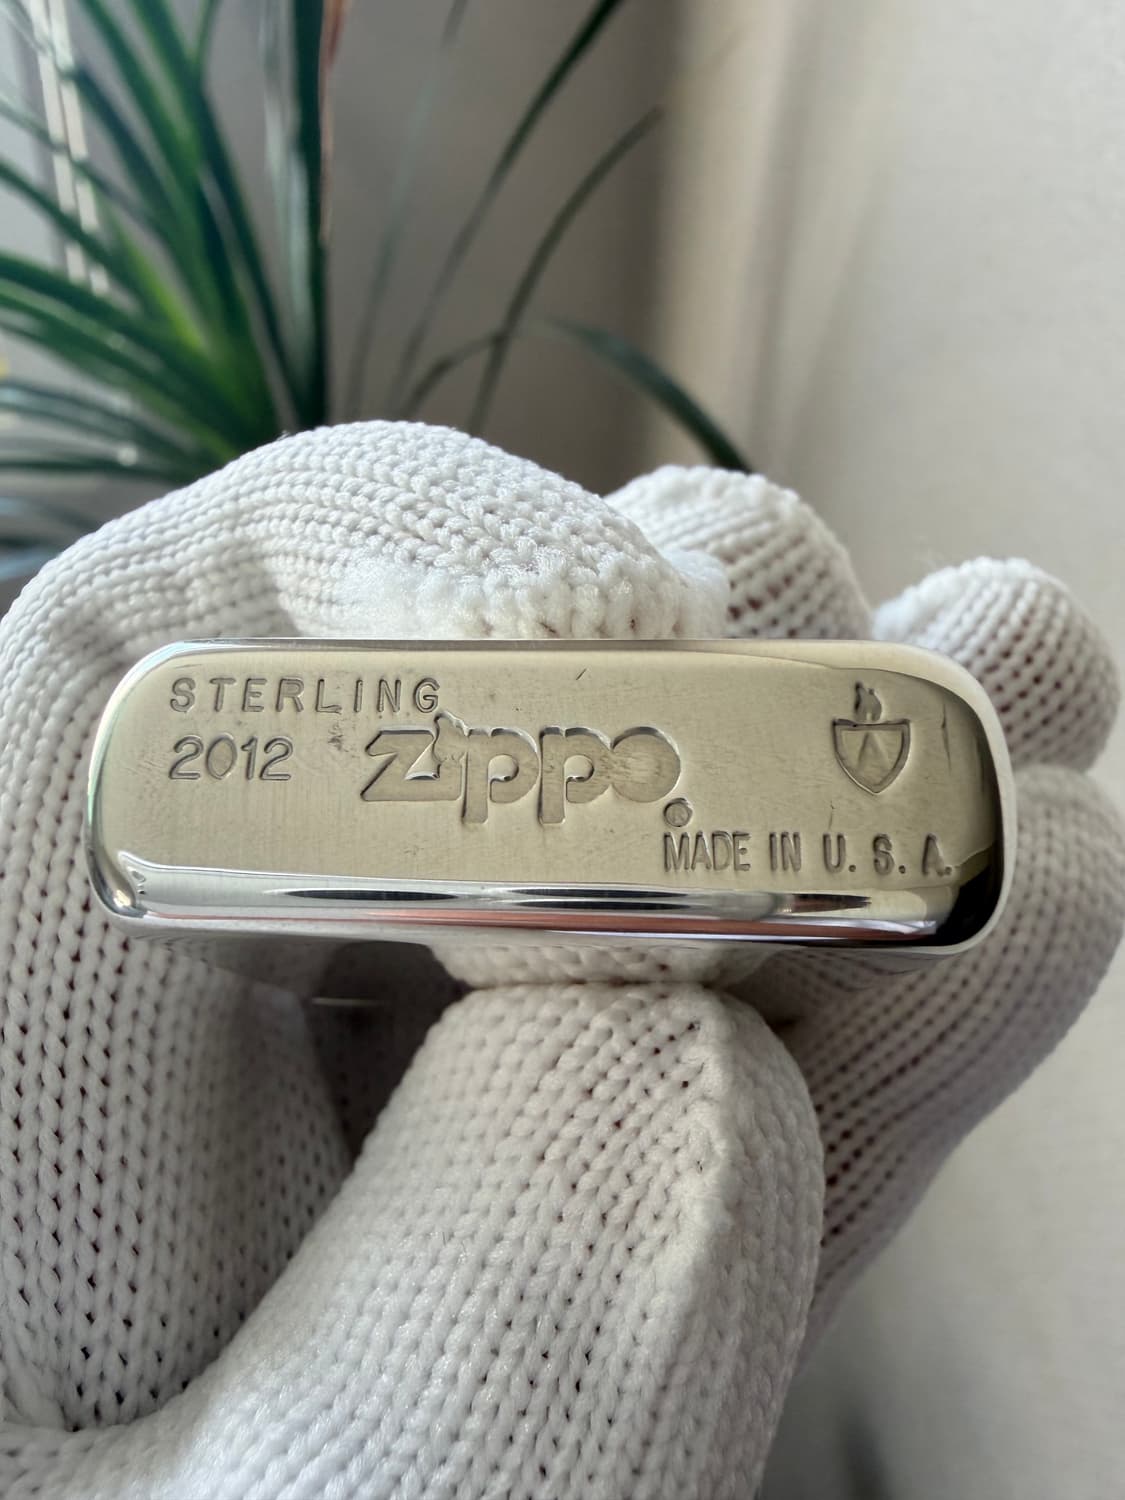 STERLING
2012
zippo
®
MADE IN U. S. A.
A